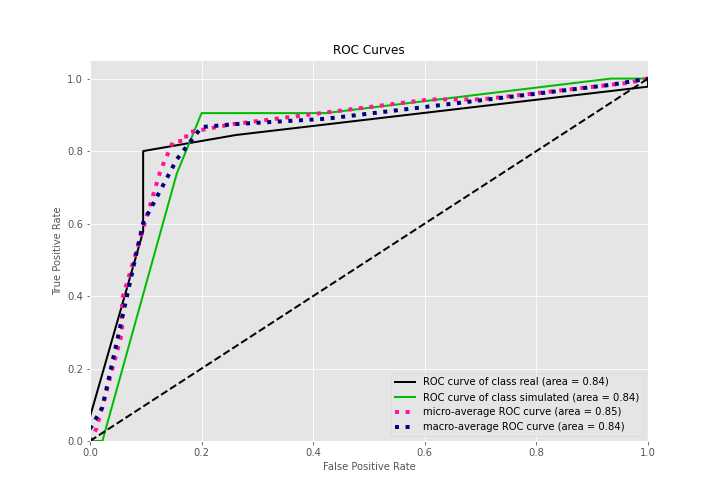 ROC Curves
1.0
0.8
0.6
0.4
0.2
0.0
True Positive Rate
ROC curve of class real (area = 0.84)
ROC curve of class simulated (area = 0.84)
micro-average ROC curve (area = 0.85)
macro-average ROC curve (area = 0.84)
0.0 0.2 0.4 0.6 0.8 1.0
False Positive Rate